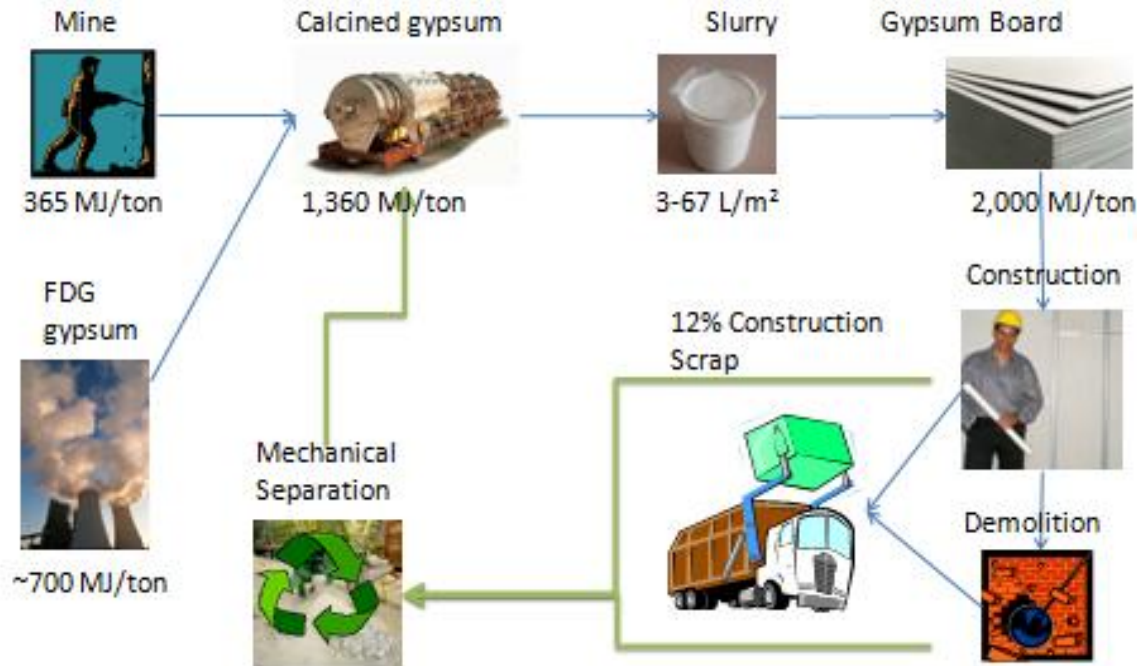 Mine
Calcined gypsum
Slurry
Gypsum Board
365 MJ/ton
1,360 MJ/ton
3-67 L/m²
2,000 MJ/ton
FDG
gypsum
Construction
12% Construction
Scrap
Mechanical
Separation
Demolition
~700 MJ/ton